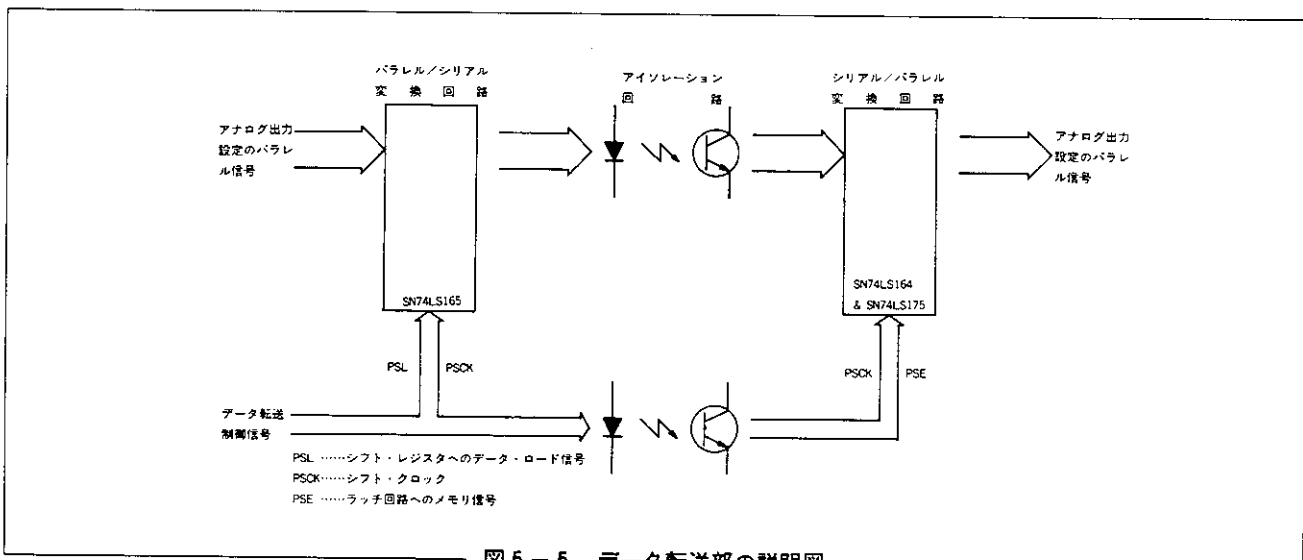 パラレル／シリアル
変換回路
アイソレーション
回路
シリアル／パラレル
変換回路
アナログ出力
設定のパラレ
ル信号
アナログ出力
設定のパラレ
ル信号
SN74LS165
SN74LS164
& SN74LS175
PSL
PSCK
PSCK
PSE
データ転送
制御信号
PSL ……シフト・レジスタへのデータ・ロード信号
PSCK……シフト・クロック
PSE ……ラッチ回路へのメモリ信号
図5－5 データ転送部の説明図